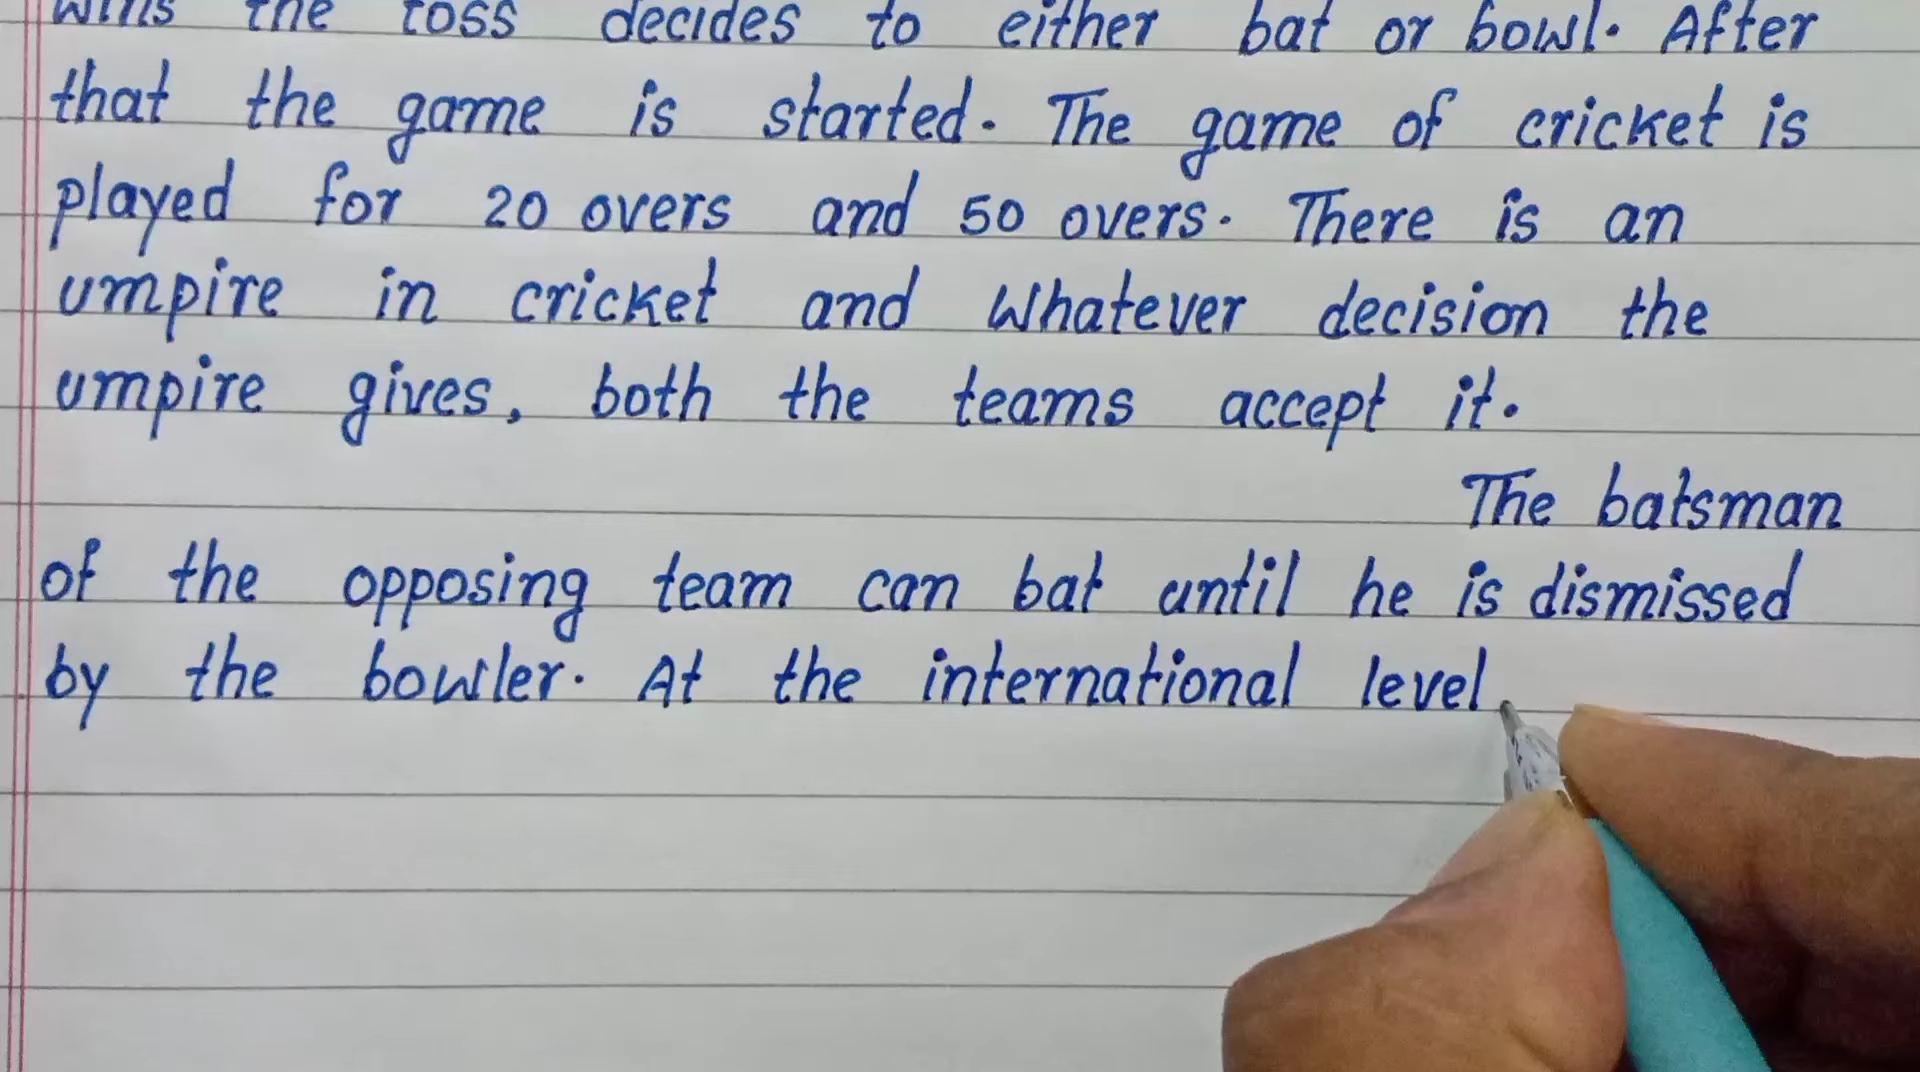 wins the toss decides to either bat or bowl. After
that the game is started. The game of cricket is
played for 20 overs and 50 overs. There is an
umpire in cricket and whatever decision the
umpire gives, both the teams accept it.
The batsman
of the opposing team can bat until he is dismissed
by the bowler. At the international level,